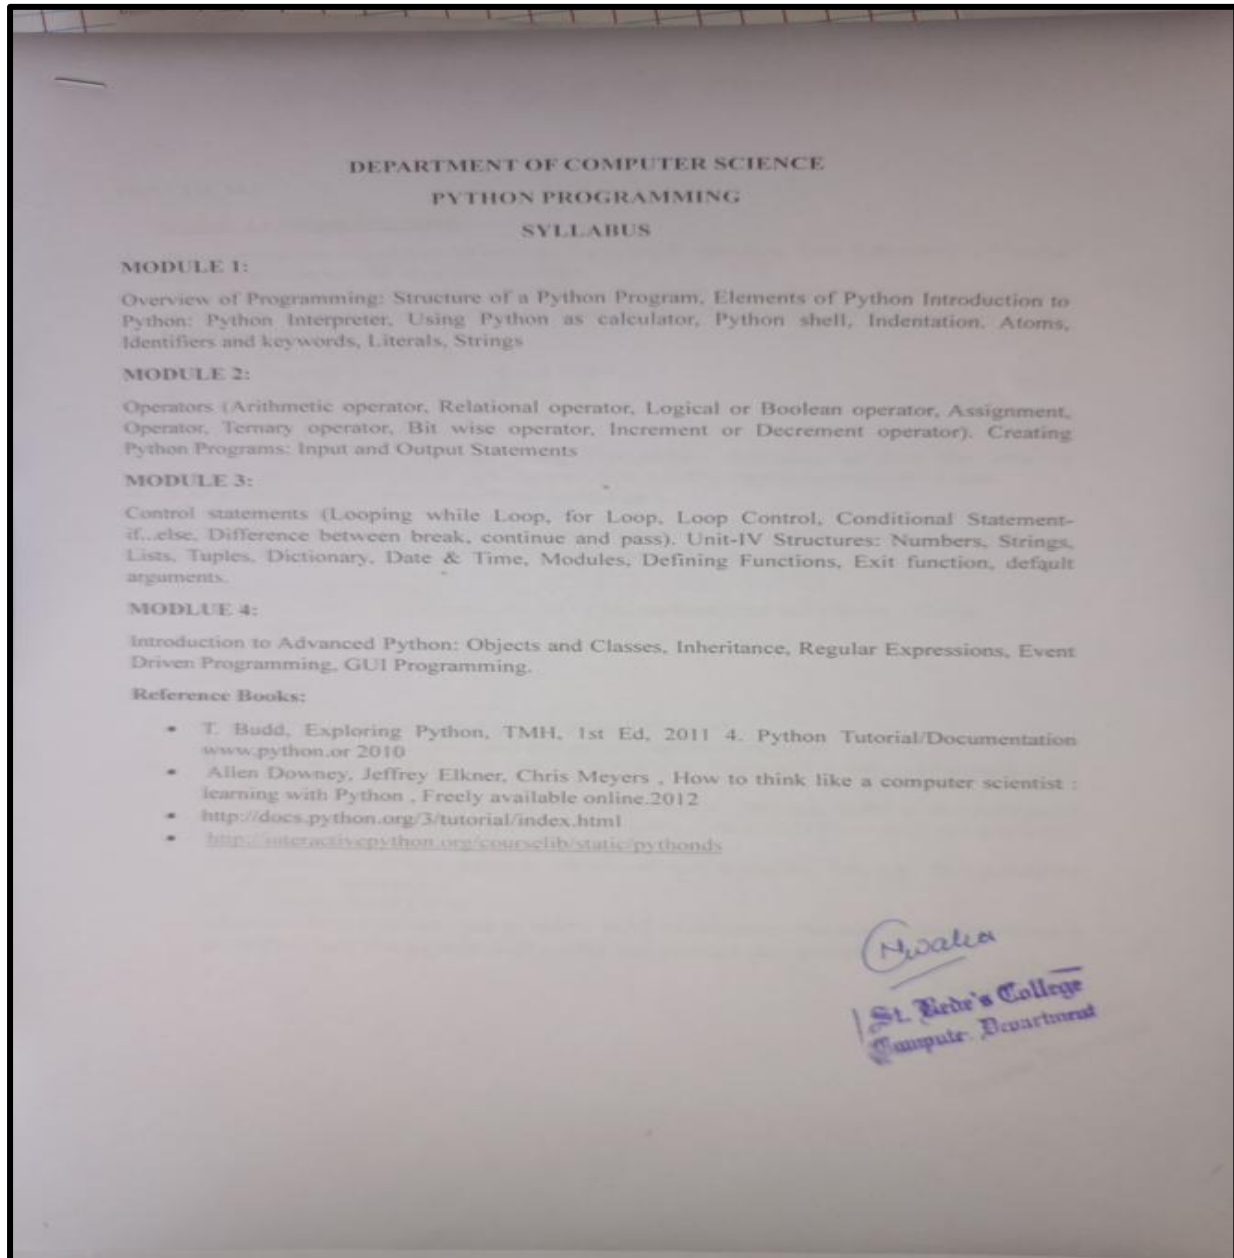 DEPARTMENT OF COMPUTER SCIENCE
PYTHON PROGRAMMING
SYLLABUS
MODULE 1:
Overview of Programming: Structure of a Python Program, Elements of Python Introduction to
Python: Python Interpreter, Using Python as calculator, Python shell, Indentation. Atoms,
Identifiers and keywords, Literals, Strings
MODULE 2:
Operators (Arithmetic operator, Relational operator, Logical or Boolean operator, Assignment,
Operator, Ternary operator, Bit wise operator, Increment or Decrement operator). Creating
Python Programs: Input and Output Statements
MODULE 3:
Control statements (Looping while Loop, for Loop, Loop Control, Conditional Statement-
if...else, Difference between break, continue and pass). Unit-IV Structures: Numbers, Strings,
Lists, Tuples, Dictionary, Date & Time, Modules, Defining Functions, Exit function, default
arguments.
MODLUE 4:
Introduction to Advanced Python: Objects and Classes, Inheritance, Regular Expressions, Event
Driven Programming, GUI Programming.
Reference Books:
• T. Budd, Exploring Python, TMH, 1st Ed, 2011 4. Python Tutorial/Documentation
www.python.or 2010
• Allen Downey, Jeffrey Elkner, Chris Meyers , How to think like a computer scientist :
learning with Python , Freely available online.2012
• http://docs.python.org/3/tutorial/index.html
• http://interactivepython.org/courselib/static/pythonds
St. Bede's College
Compute. Department